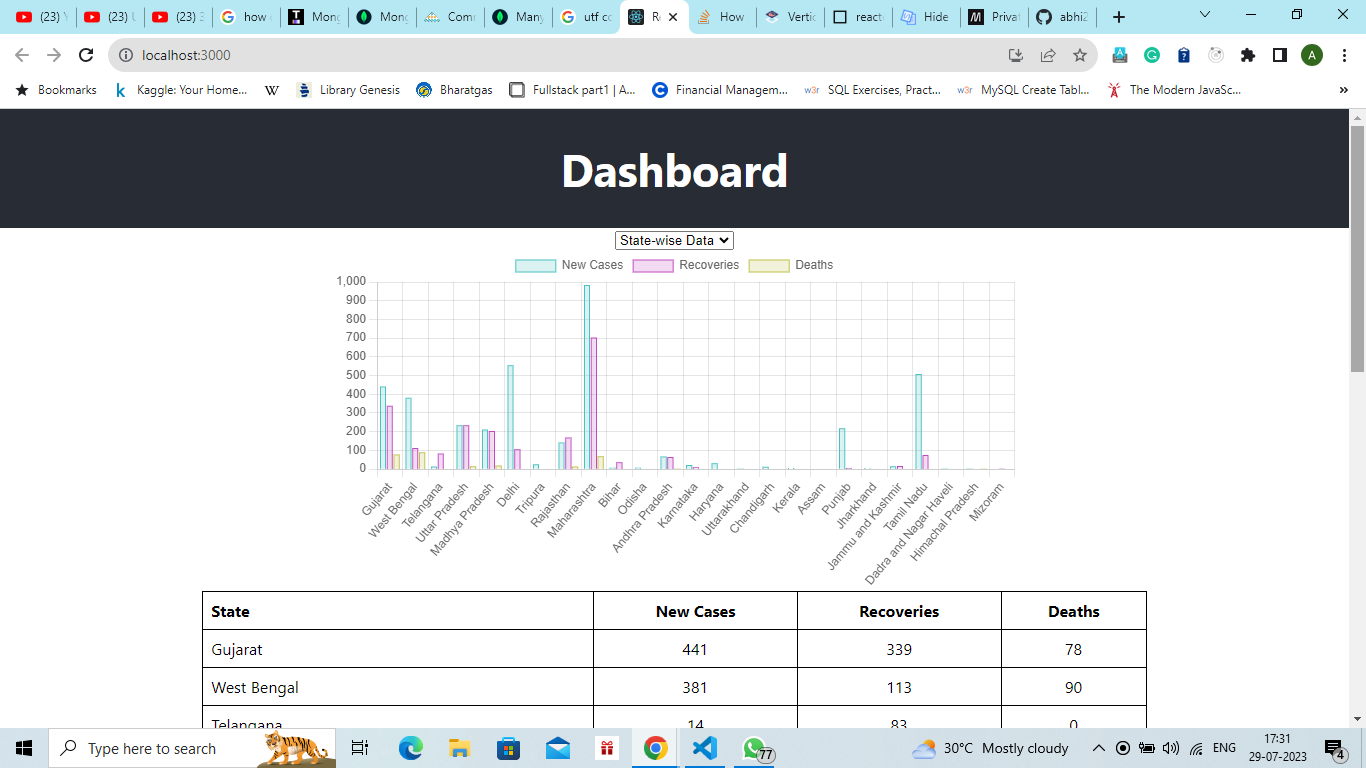 (23) Y
(23) U
(23) 3
how
Mong
Mong
Com
Many
utf co
R
How
Vertic
react
Hide
Privat
abhi2
localhost:3000
A
Bookmarks
Kaggle: Your Home...
W
Library Genesis
Bharatgas
Fullstack part1 | A...
Financial Managem...
w3r SQL Exercises, Pract...
w3r MySQL Create Tabl...
The Modern JavaSc...
»
Dashboard
State-wise Data
New Cases Recoveries Deaths
1,000
900
800
700
600
500
400
300
200
100
0
Gujarat
West Bengal
Telangana
Uttar Pradesh
Madhya Pradesh
Delhi
Tripura
Rajasthan
Maharashtra
Bihar
Odisha
Andhra Pradesh
Karnataka
Haryana
Uttarakhand
Chandigarh
Kerala
Assam
Punjab
Jharkhand
Jammu and Kashmir
Tamil Nadu
Dadra and Nagar Haveli
Himachal Pradesh
Mizoram
State New Cases Recoveries Deaths
Gujarat 441 339 78
West Bengal 381 113 90
Telangana 14 83 0
Type here to search
77
30°C Mostly cloudy
ENG
17:31
29-07-2023
4